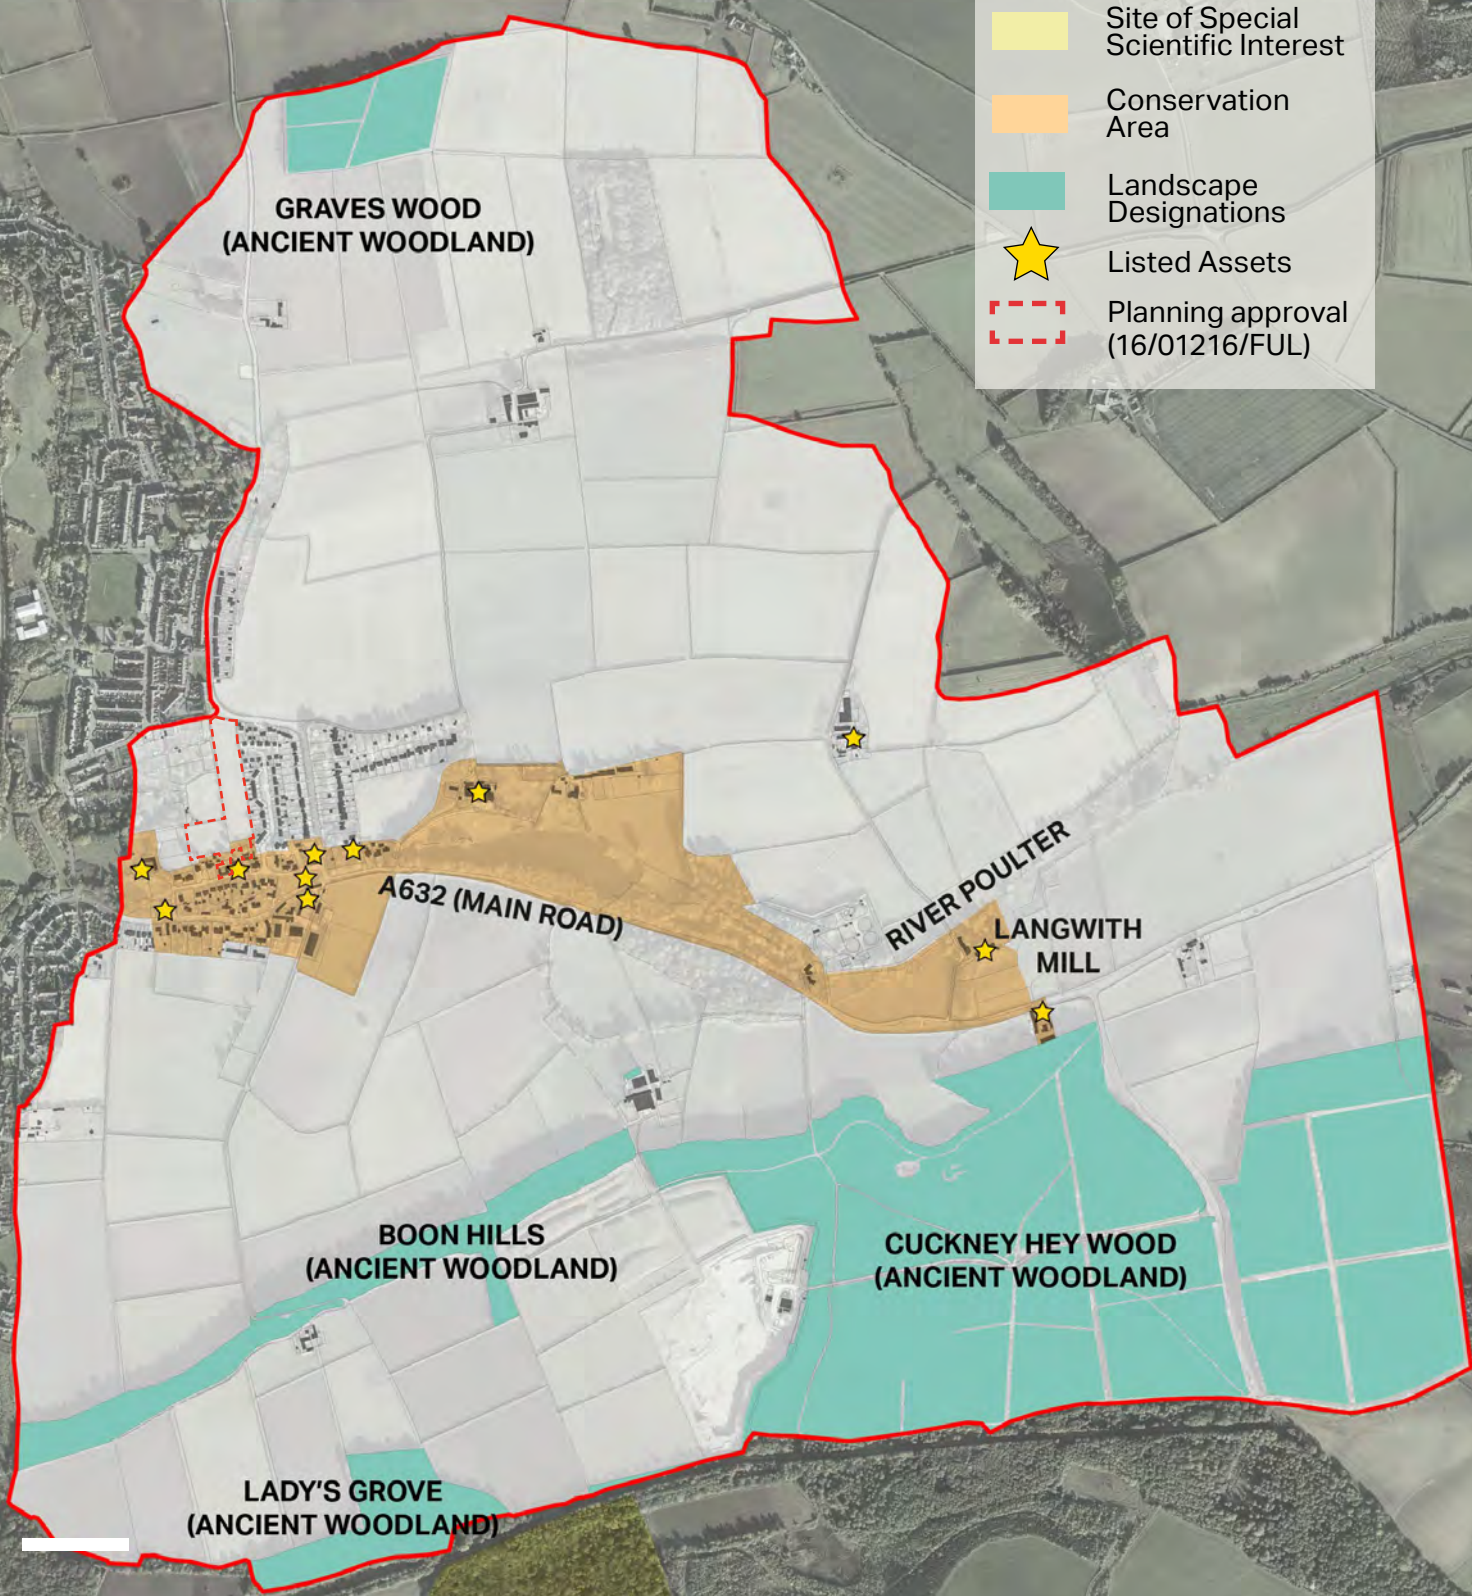 Site of Special
Scientific Interest
Conservation
Area
Landscape
Designations
Listed Assets
Planning approval
(16/01216/FUL)
GRAVES WOOD
(ANCIENT WOODLAND)
A632 (MAIN ROAD)
RIVER POULTER
LANGWITH
MILL
BOON HILLS
(ANCIENT WOODLAND)
CUCKNEY HEY WOOD
(ANCIENT WOODLAND)
LADY'S GROVE
(ANCIENT WOODLAND)